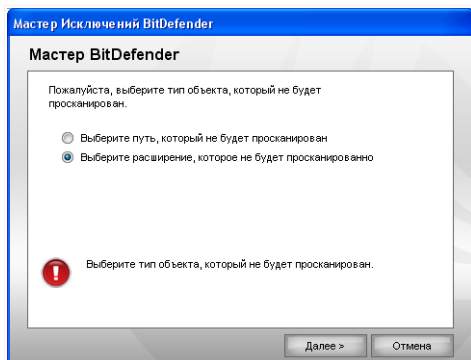 Мастер Исключений BitDefender
Мастер BitDefender
Пожалуйста, выберите тип объекта, который не будет
просканирован.
Выберите путь, который не будет просканирован
Выберите расширение, которое не будет просканированно
Выберите тип объекта, который не будет просканирован.
Далее >
Отмена